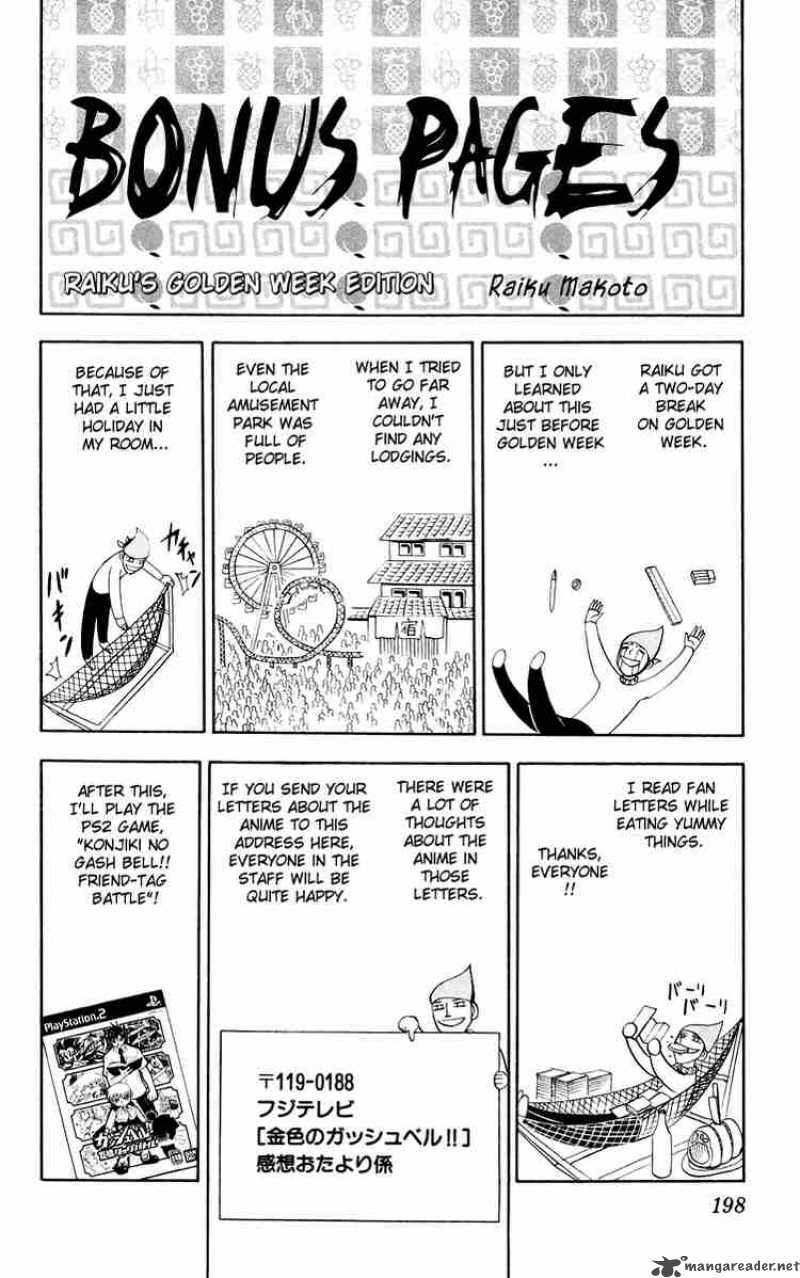 BONUS PAGES
RAIKU'S GOLDEN WEEK EDITION
Raiku Makoto
RAIKU GOT
A TWO-DAY
BREAK
ON GOLDEN
WEEK.
BUT I ONLY
LEARNED
ABOUT THIS
JUST BEFORE
GOLDEN WEEK
...
WHEN I TRIED
TO GO FAR
AWAY, I
COULDN'T
FIND ANY
LODGINGS.
EVEN THE
LOCAL
AMUSEMENT
PARK WAS
FULL OF
PEOPLE.
宿
BECAUSE OF
THAT, I JUST
HAD A LITTLE
HOLIDAY IN
MY ROOM...
ガチャン
バキン
I READ FAN
LETTERS WHILE
EATING YUMMY
THINGS.
THANKS,
EVERYONE
!!
バーリ
バーリ
THERE WERE
A LOT OF
THOUGHTS
ABOUT THE
ANIME IN
THOSE
LETTERS.
IF YOU SEND YOUR
LETTERS ABOUT THE
ANIME TO THIS
ADDRESS HERE,
EVERYONE IN THE
STAFF WILL BE
QUITE HAPPY.
〒119-0188
フジテレビ
[金色のガッシュベル!!]
感想おたより係
AFTER THIS,
I'LL PLAY THE
PS2 GAME,
"KONJIKI NO
GASH BELL!!
FRIEND-TAG
BATTLE"!
PlayStation.2
198
mangareader.net